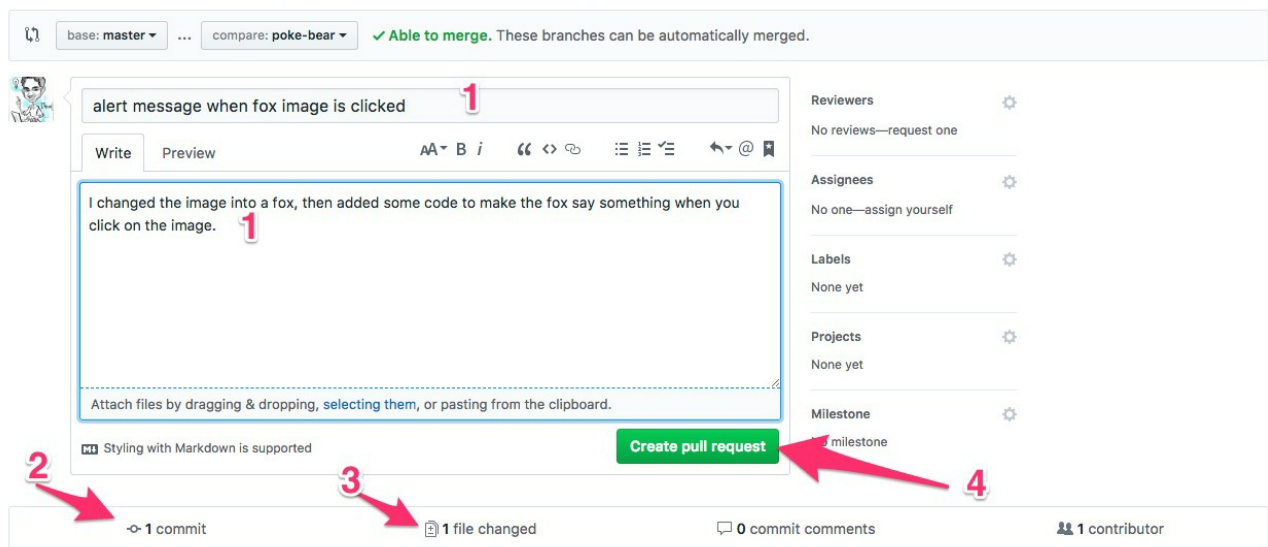 base: master ... compare: poke-bear ✓ Able to merge. These branches can be automatically merged.
alert message when fox image is clicked 1
Write Preview AA B i “ <> @
I changed the image into a fox, then added some code to make the fox say something when you
click on the image. 1
Attach files by dragging & dropping, selecting them, or pasting from the clipboard.
Styling with Markdown is supported
Create pull request
Reviewers
No reviews—request one
Assignees
No one—assign yourself
Labels
None yet
Projects
None yet
Milestone
milestone
2
3
4
1 commit
1 file changed
0 commit comments
1 contributor